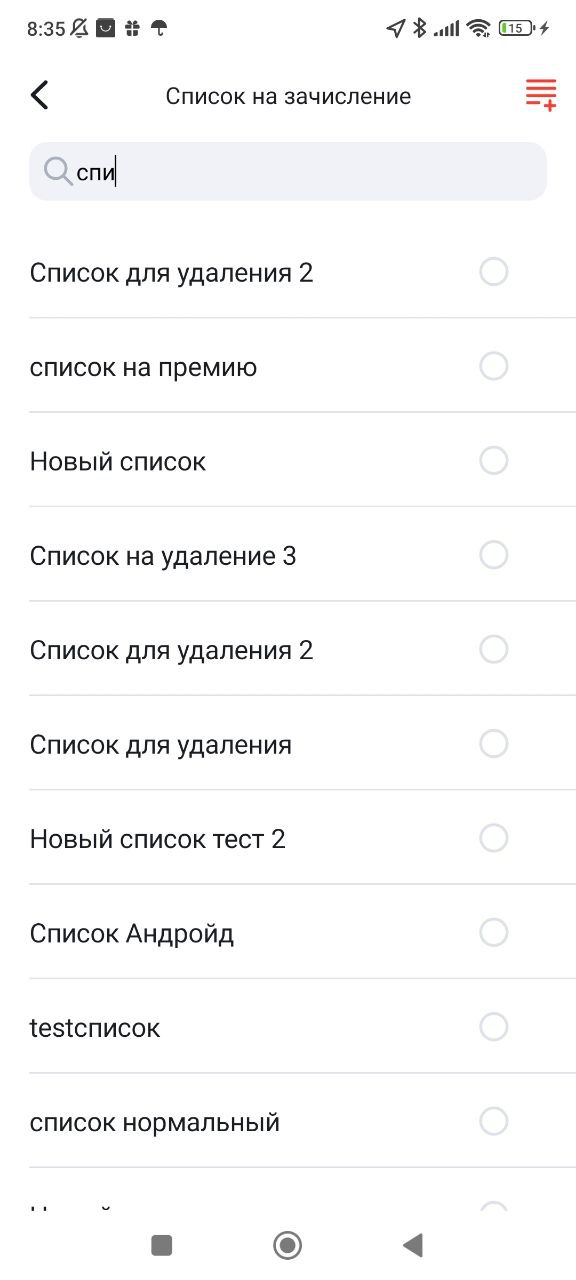 8:35
15
Список на зачисление
спи
Список для удаления 2
список на премию
Новый список
Список на удаление 3
Список для удаления 2
Список для удаления
Новый список тест 2
Список Андройд
testсписок
список нормальный